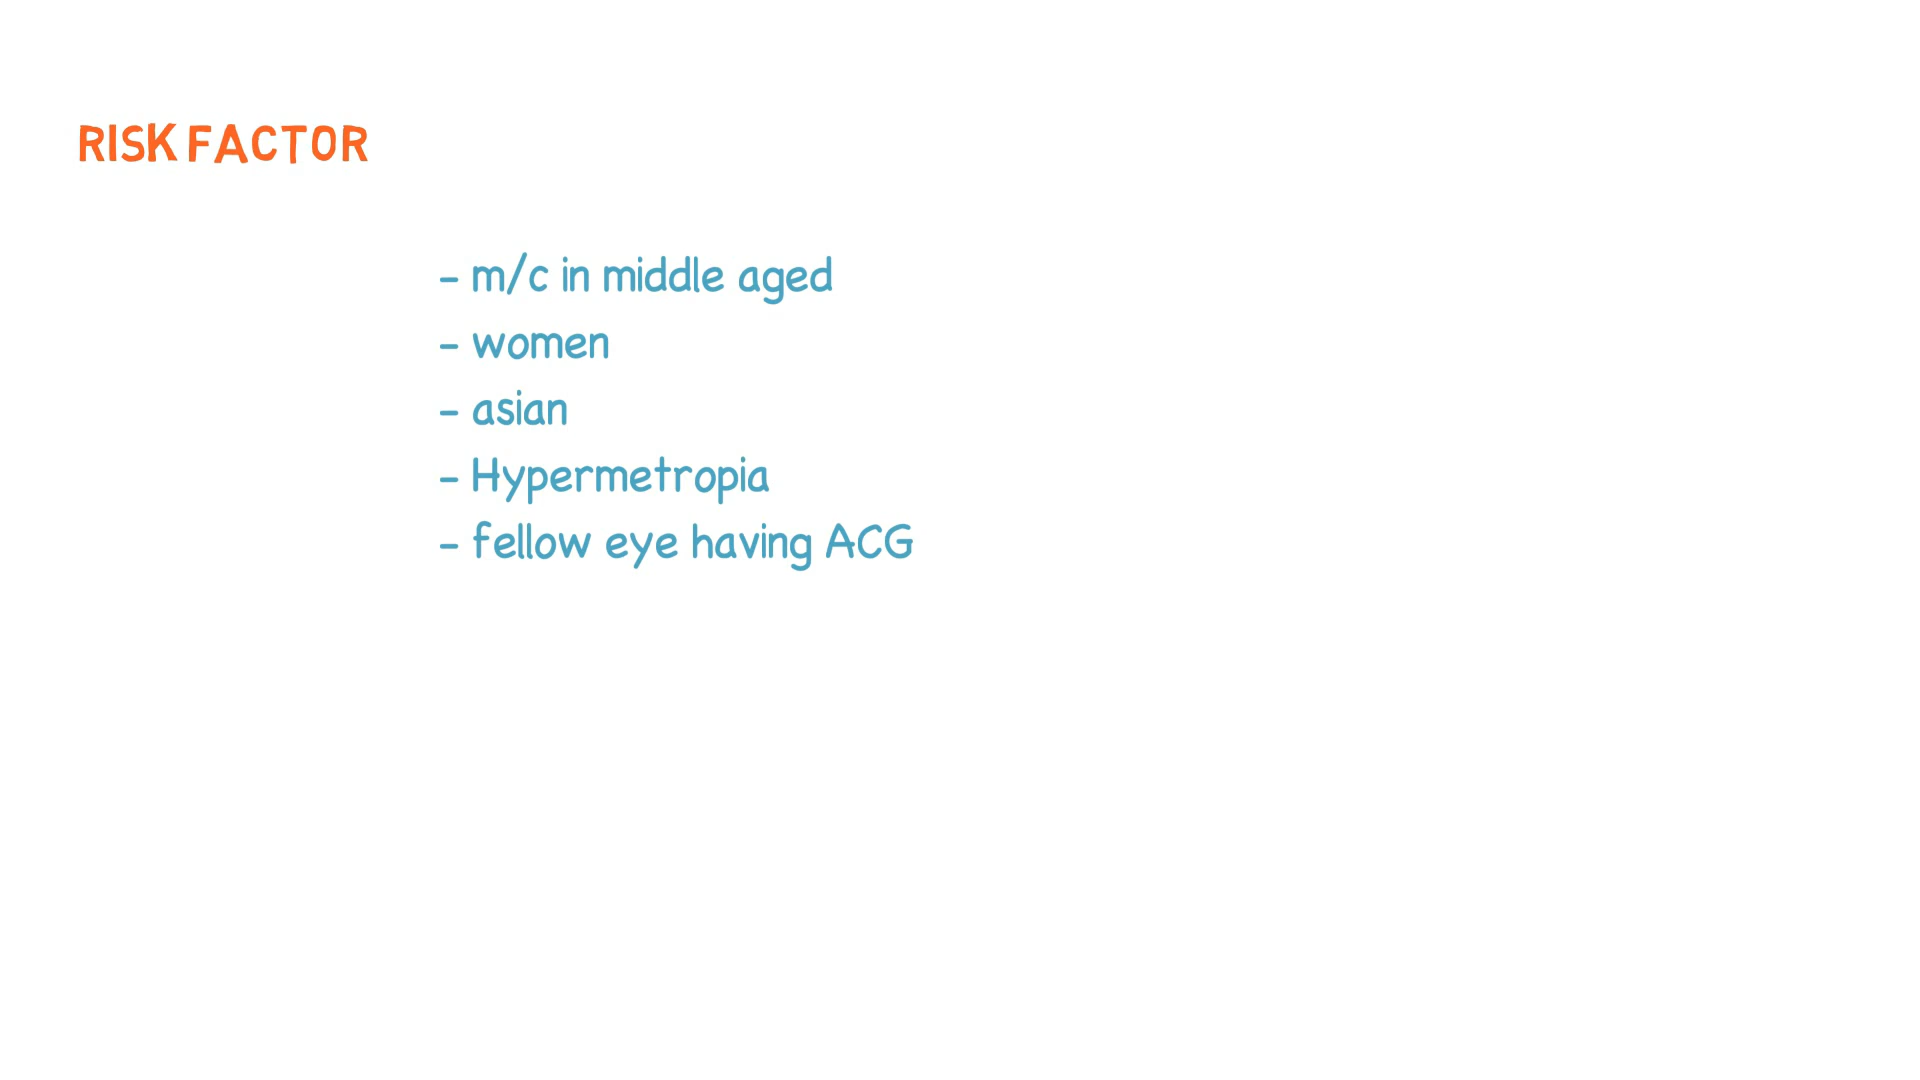 RISK FACTOR
- m/c in middle aged
- women
- asian
- Hypermetropia
- fellow eye having ACG